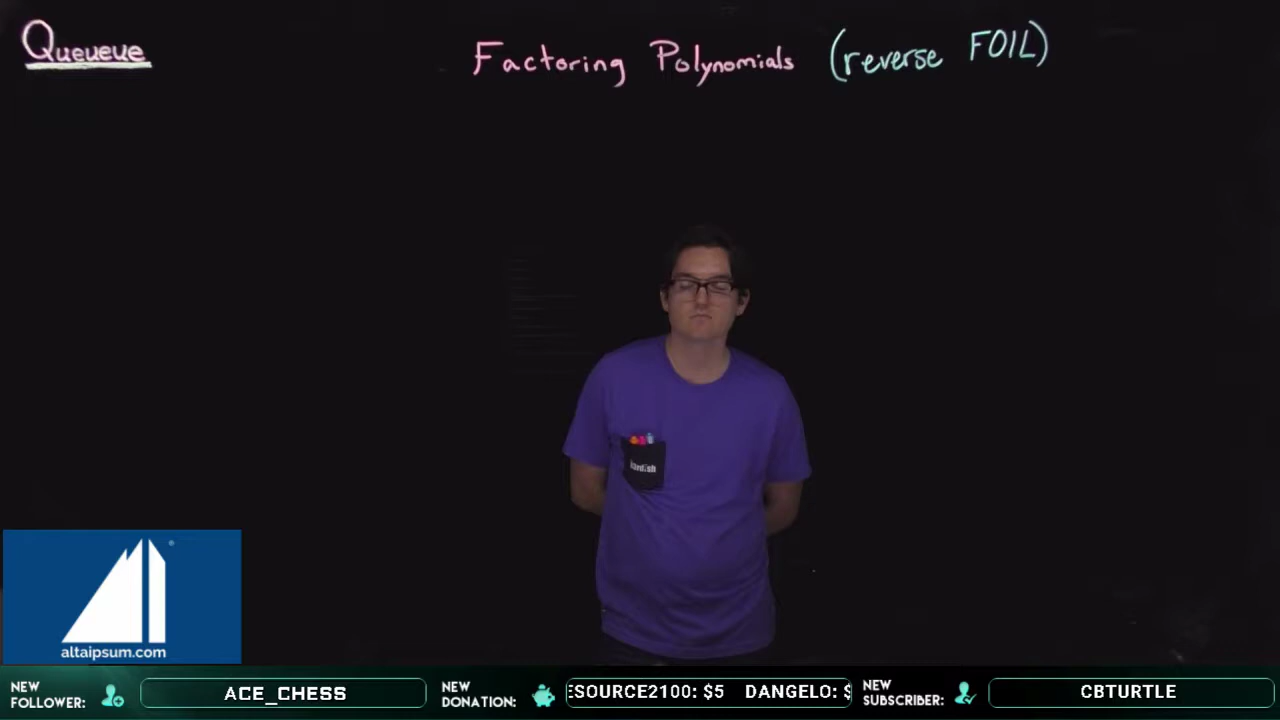 Queueue
Factoring Polynomials (reverse FOIL)
altaipsum.com
NEW FOLLOWER:
ACE_CHESS
NEW DONATION:
ESOURCE2100: $5 DANGELO: $
NEW SUBSCRIBER:
CBTURTLE